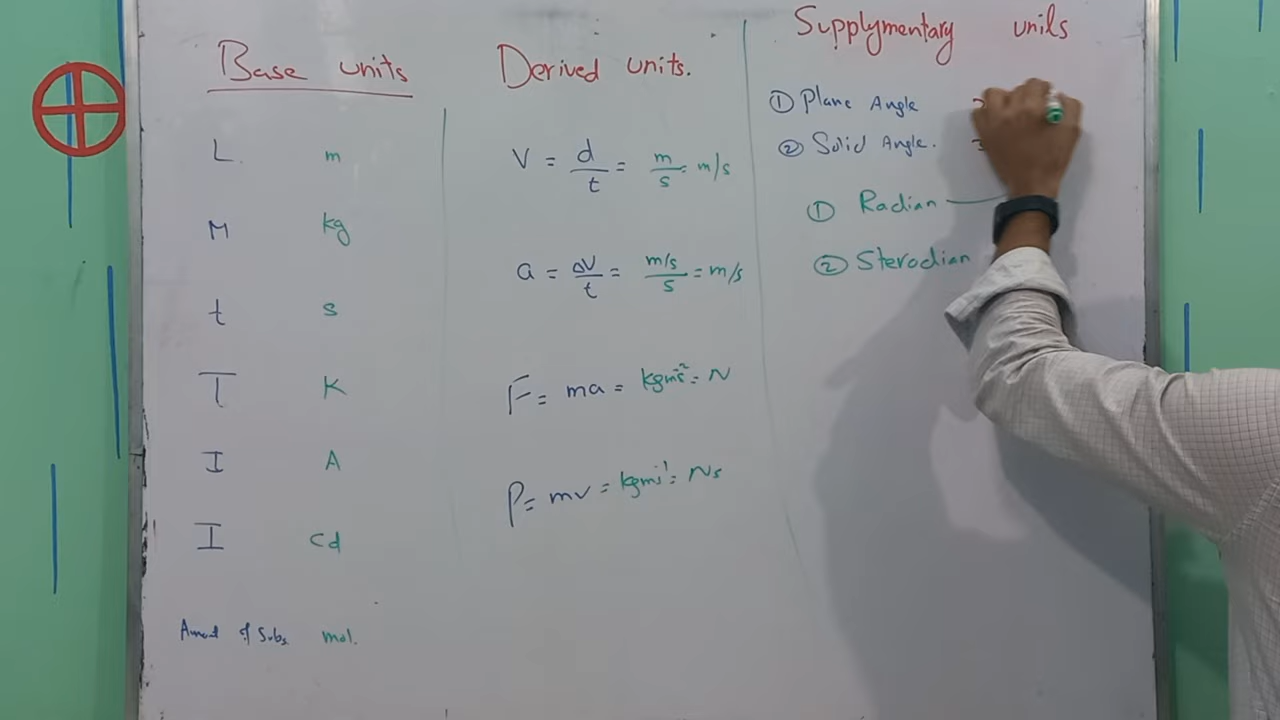 Base units
L m
M kg
t s
T K
I A
I Cd
Amount of Subs mol.
Derived units.
V = d/t = m/s = m/s
a = ΔV/t = m/s/s = m/s
F = ma = kgms⁻² = N
P = mv = kgms⁻¹ = Ns
Supplymentary units
① Plane Angle
② Solid Angle.
① Radian
② Sterodian